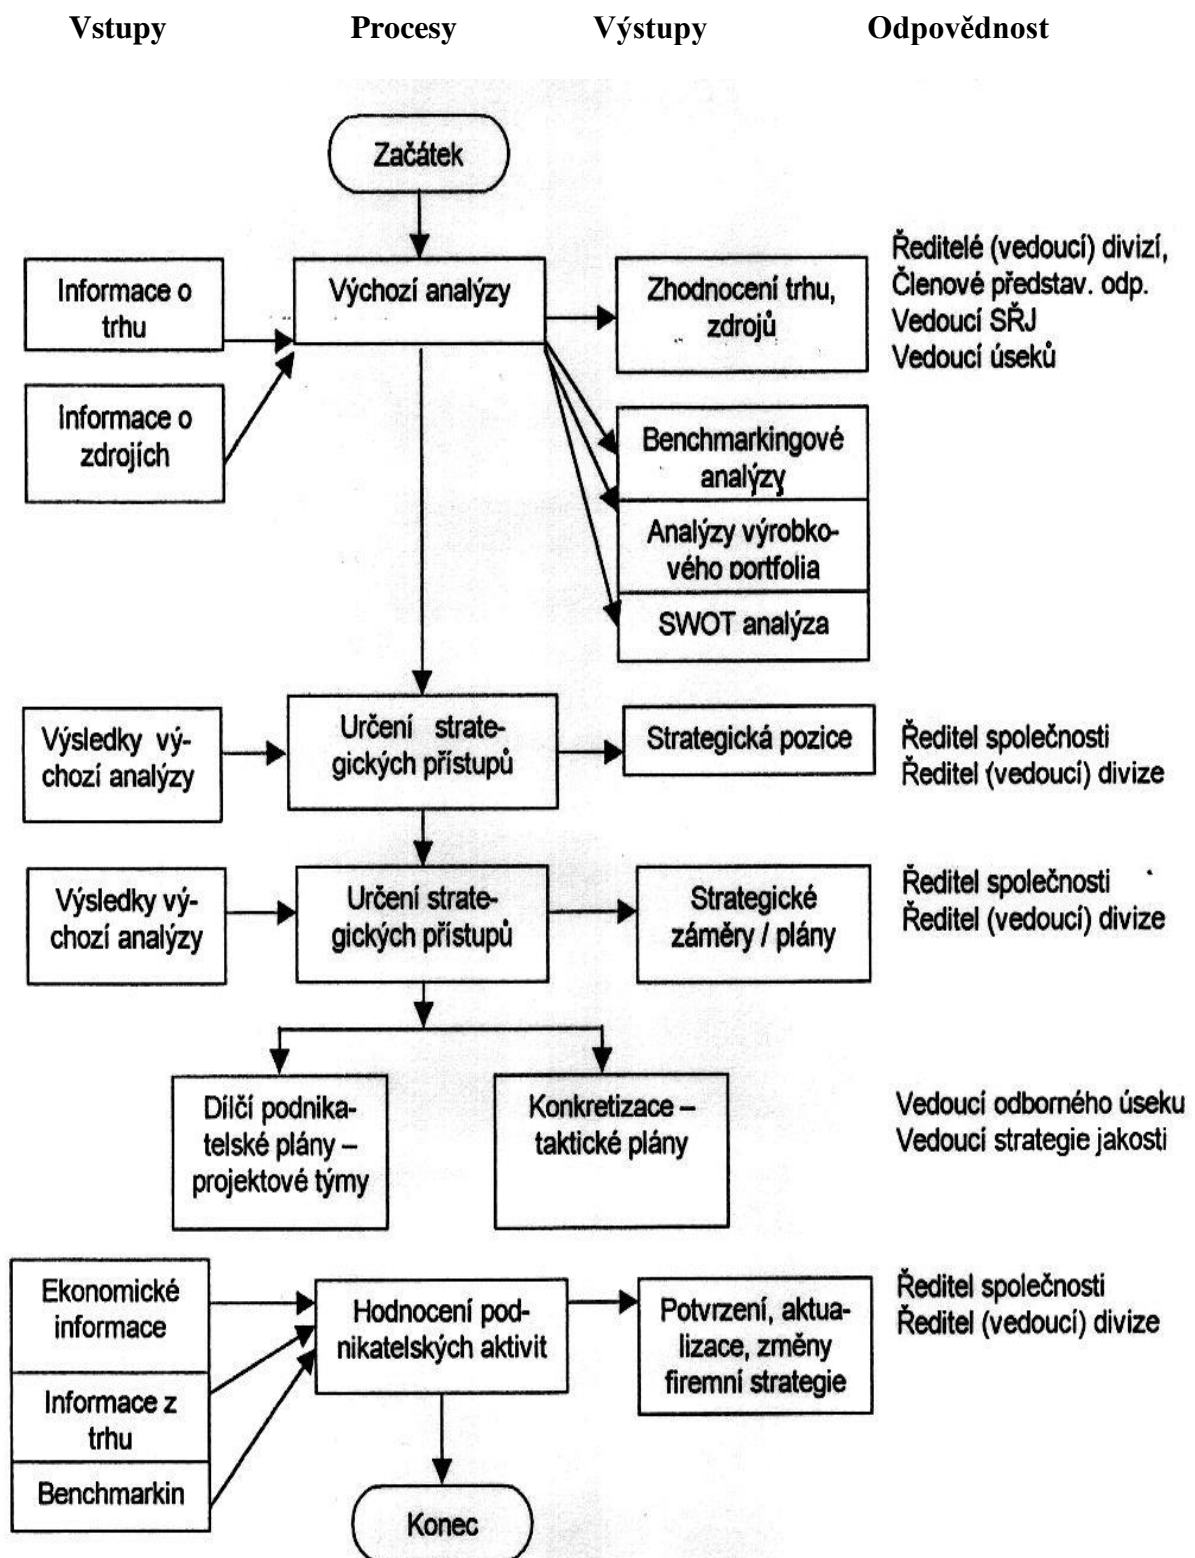 Vstupy Procesy Výstupy Odpovědnost
Začátek
Informace o
trhu
Výchozí analýzy
Zhodnocení trhu,
zdrojů
Ředitelé (vedoucí) divizí,
Členové představ. odp.
Vedoucí SŘJ
Vedoucí úseků
Informace o
zdrojích
Benchmarkingové
analýzy
Analýzy výrobko-
vého portfolia
SWOT analýza
Výsledky vý-
chozí analýzy
Určení strate-
gických přístupů
Strategická pozice
Ředitel společnosti
Ředitel (vedoucí) divize
Výsledky vý-
chozí analýzy
Určení strate-
gických přístupů
Strategické
záměry / plány
Ředitel společnosti
Ředitel (vedoucí) divize
Dílčí podnika-
telské plány –
projektové týmy
Konkretizace –
taktické plány
Vedoucí odborného úseku
Vedoucí strategie jakosti
Ekonomické
informace
Informace z
trhu
Benchmarkin
Hodnocení pod-
nikatelských aktivit
Potvrzení, aktua-
lizace, změny
firemní strategie
Ředitel společnosti
Ředitel (vedoucí) divize
Konec